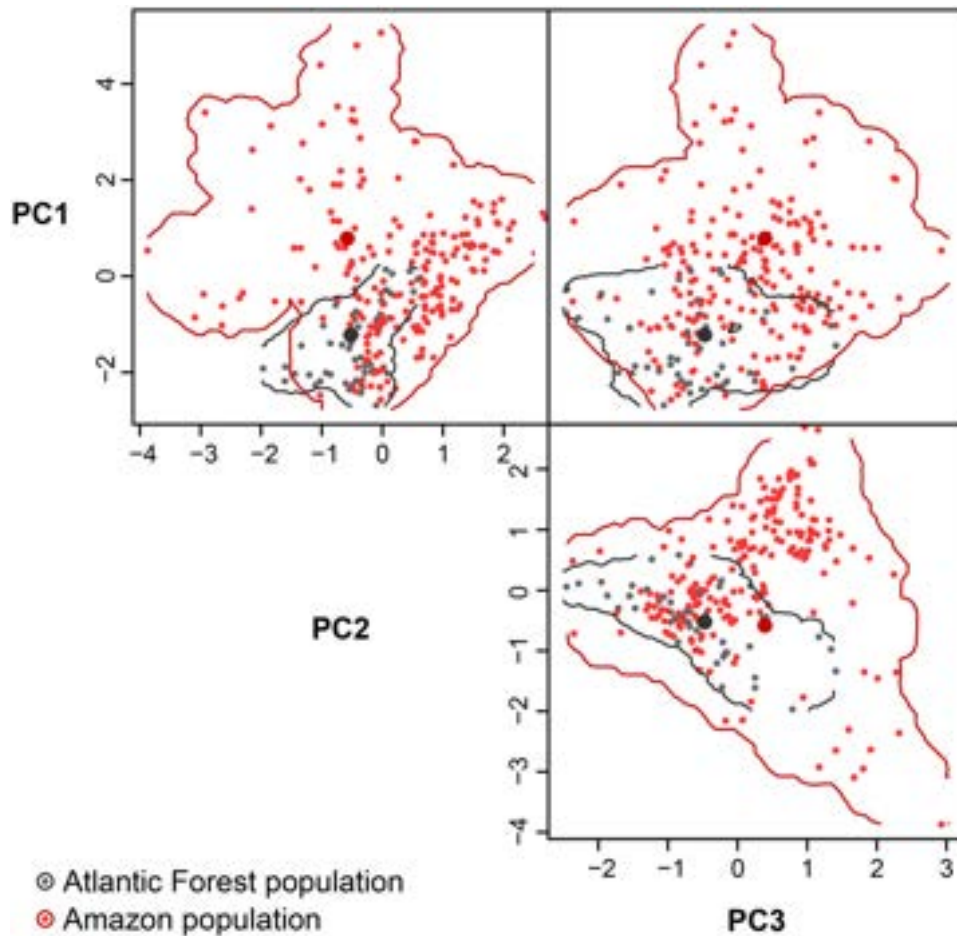 4
2
PC1
0
−2
−4 −3 −2 −1 0 1 2
2
1
0
PC2
−1
−2
−3
−4
−2 −1 0 1 2 3
Atlantic Forest population
Amazon population
PC3